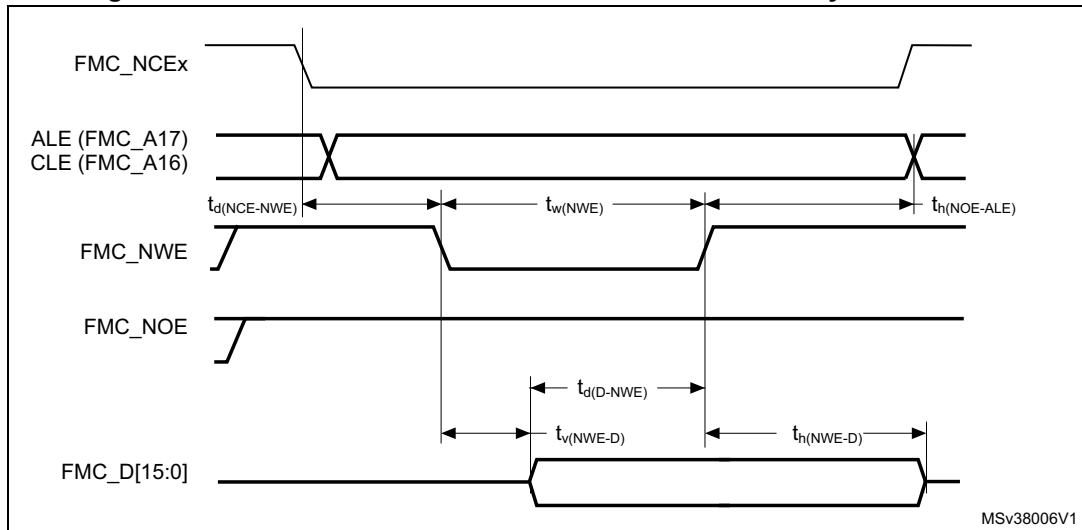 FMC_NCEx
ALE (FMC_A17)
CLE (FMC_A16)
td(NCE-NWE)
tw(NWE)
th(NOE-ALE)
FMC_NWE
FMC_NOE
td(D-NWE)
tv(NWE-D)
th(NWE-D)
FMC_D[15:0]
MSv38006V1